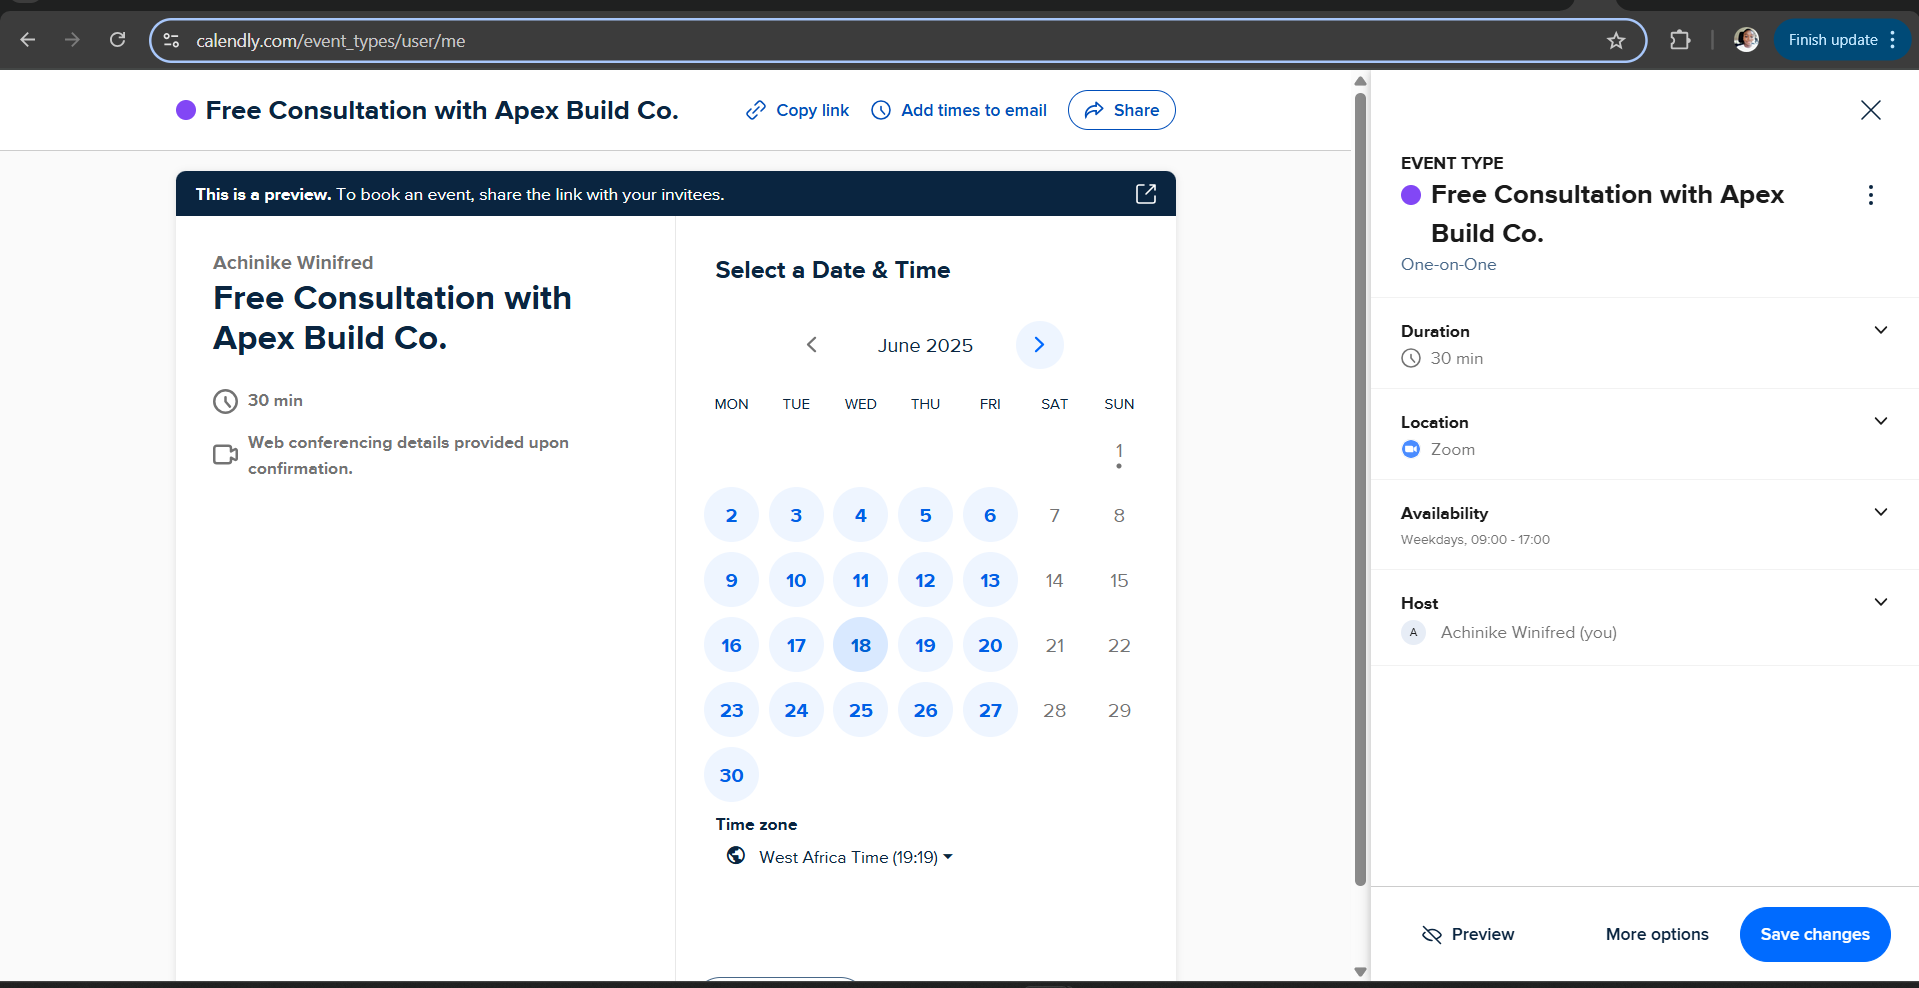 calendly.com/event_types/user/me
Finish update
Free Consultation with Apex Build Co.
Copy link
Add times to email
Share
This is a preview. To book an event, share the link with your invitees.
Achinike Winifred
Free Consultation with
Apex Build Co.
30 min
Web conferencing details provided upon
confirmation.
Select a Date & Time
June 2025
MON TUE WED THU FRI SAT SUN
1
2 3 4 5 6 7 8
9 10 11 12 13 14 15
16 17 18 19 20 21 22
23 24 25 26 27 28 29
30
Time zone
West Africa Time (19:19)
EVENT TYPE
Free Consultation with Apex
Build Co.
One-on-One
Duration
30 min
Location
Zoom
Availability
Weekdays, 09:00 - 17:00
Host
A Achinike Winifred (you)
Preview
More options
Save changes